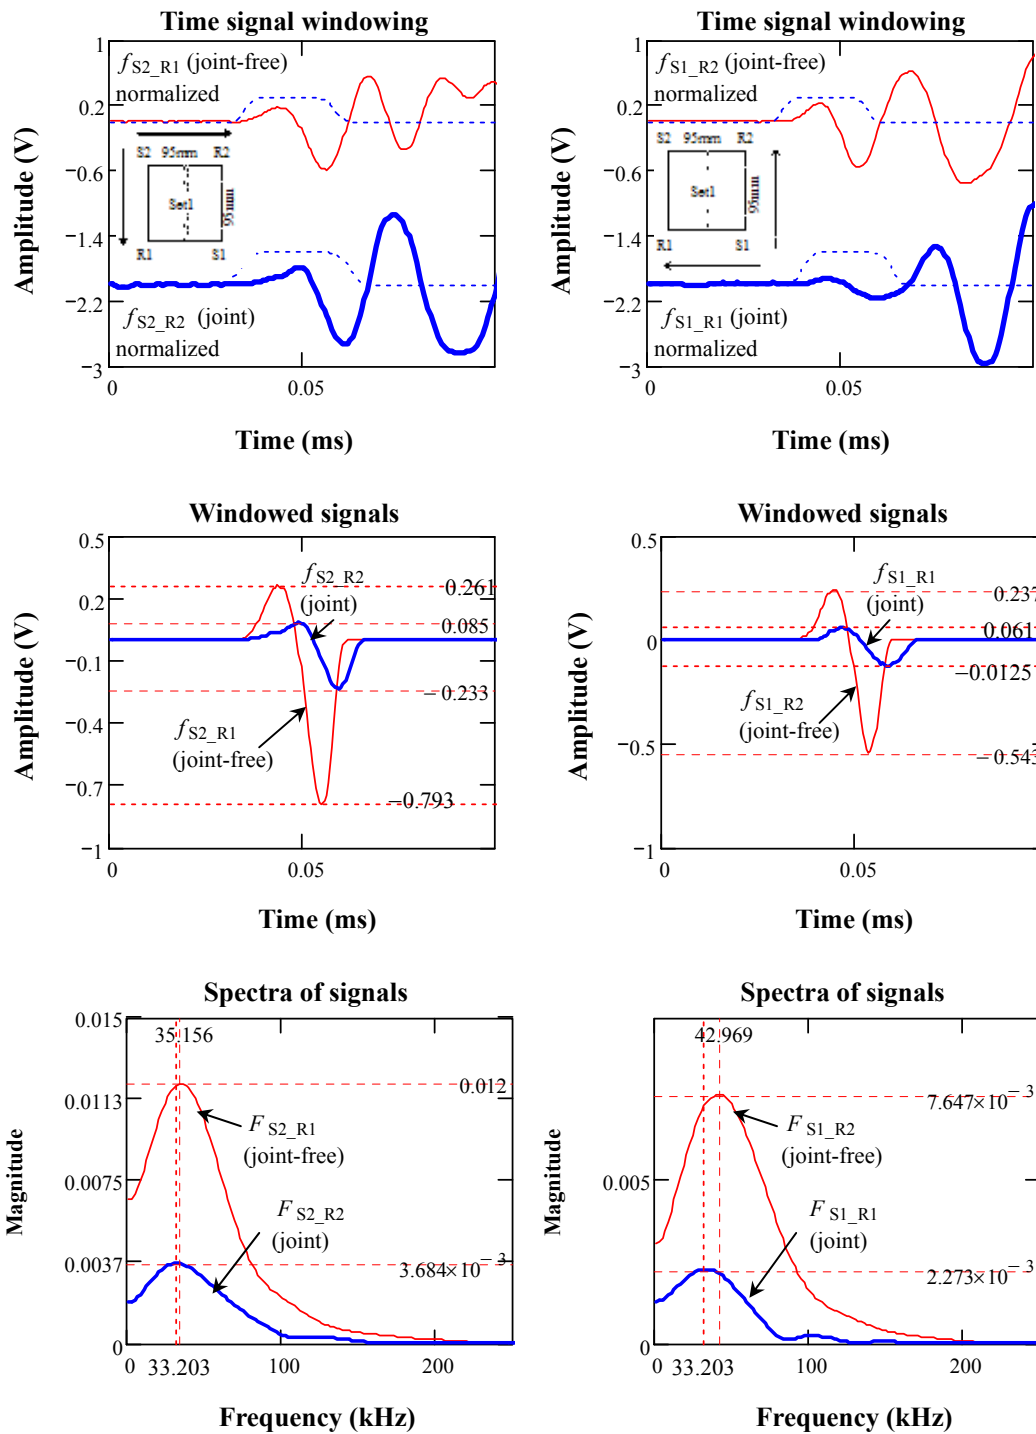 Time signal windowing
1
f S2_R1 (joint-free)
normalized
0.2
S2 95mm R2
Set1
95mm
R1 S1
−0.6
−1.4
−2.2
−3
f S2_R2 (joint)
normalized
0 0.05
Amplitude (V)
Time (ms)
Time signal windowing
1
f S1_R2 (joint-free)
normalized
0.2
S2 95mm R2
Set1
95mm
R1 S1
−0.6
−1.4
−2.2
−3
f S1_R1 (joint)
normalized
0 0.05
Amplitude (V)
Time (ms)
Windowed signals
0.5
0.2
−0.1
−0.4
−0.7
−1
f S2_R2
(joint)
0.261
0.085
−0.233
f S2_R1
(joint-free)
−0.793
0 0.05
Amplitude (V)
Time (ms)
Windowed signals
0.5
0
−0.5
−1
f S1_R1
(joint)
0.237
0.061
−0.0125
f S1_R2
(joint-free)
−0.543
0 0.05
Amplitude (V)
Time (ms)
Spectra of signals
0.015
0.0113
0.0075
0.0037
0
35.156
0.012
F S2_R1
(joint-free)
F S2_R2
(joint)
3.684×10 −3
0 33.203 100 200
Magnitude
Frequency (kHz)
Spectra of signals
0.005
0
42.969
7.647×10 −3
F S1_R2
(joint-free)
F S1_R1
(joint)
2.273×10 −3
0 33.203 100 200
Magnitude
Frequency (kHz)